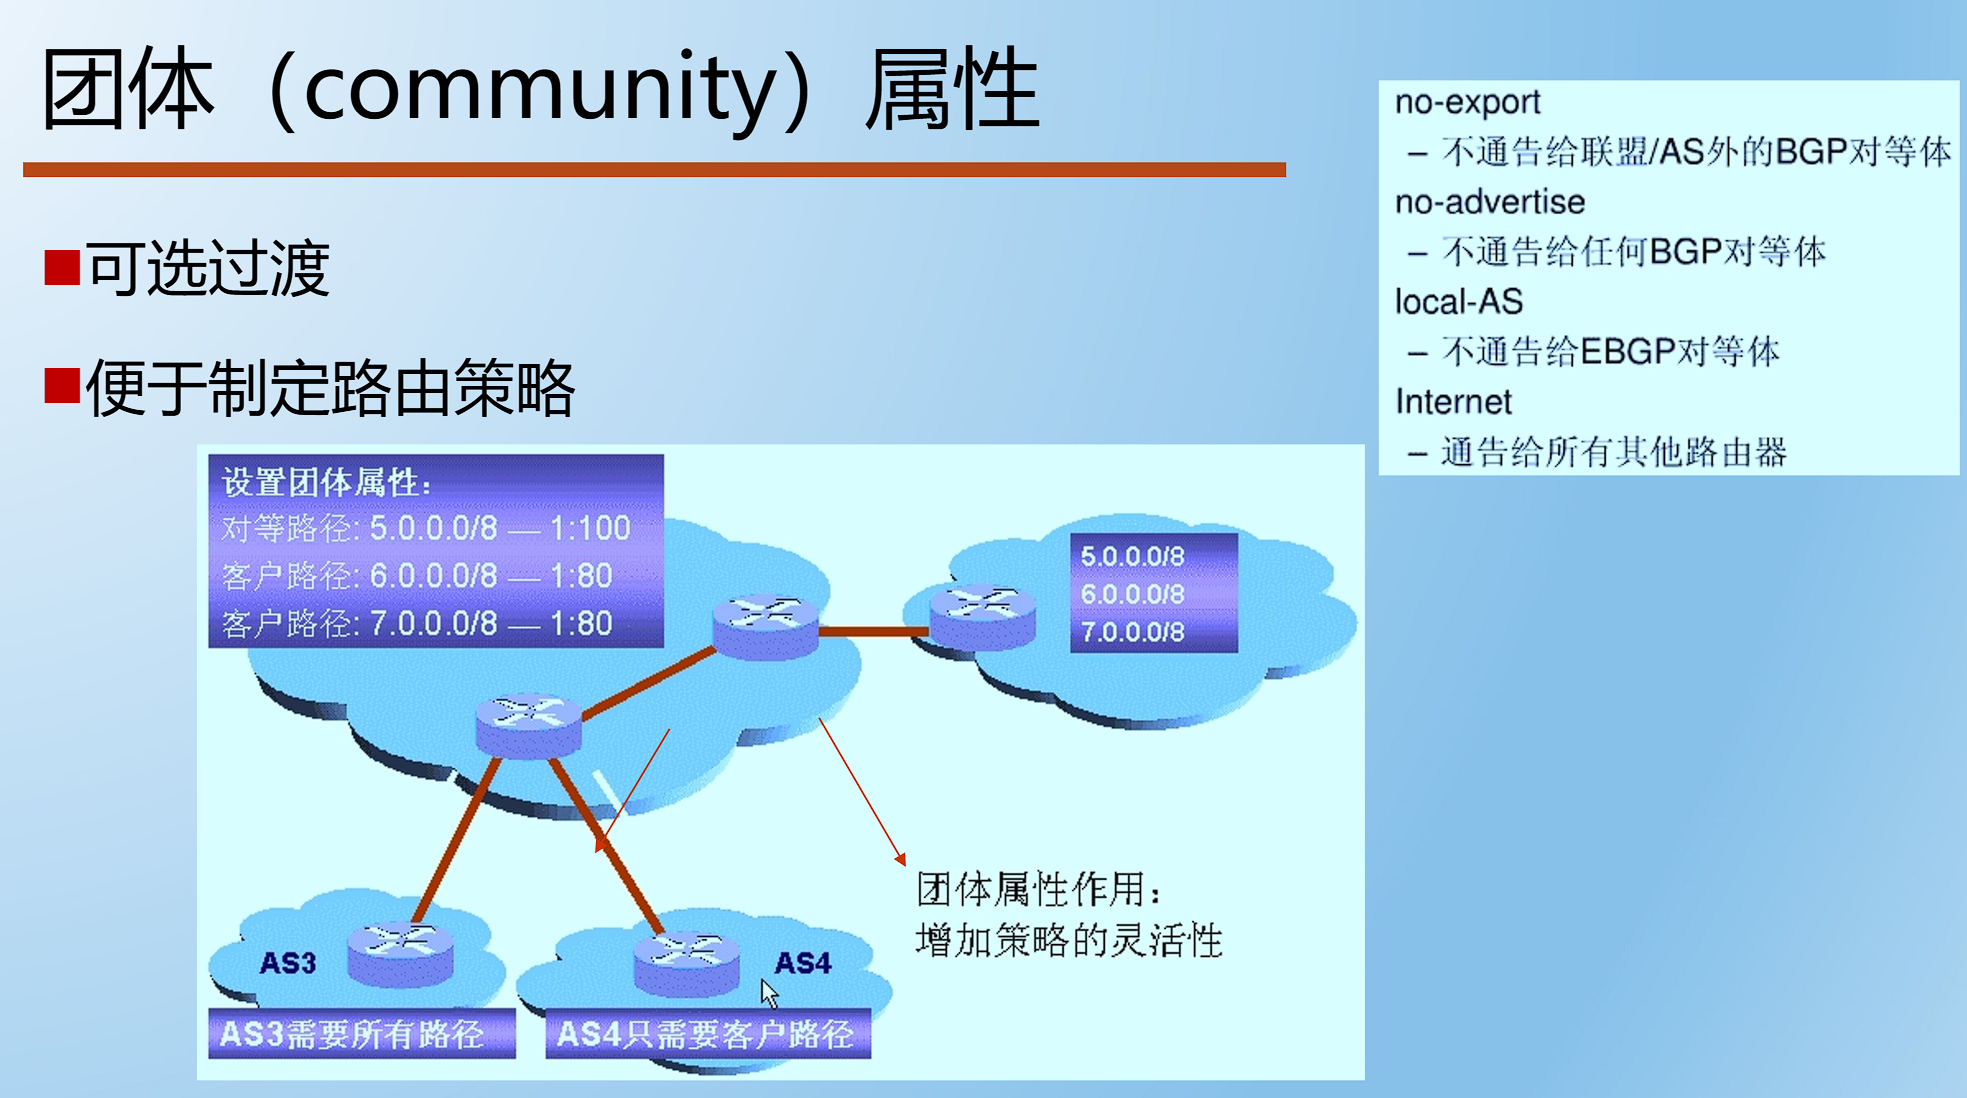 团体（community）属性
■可选过渡
■便于制定路由策略
no-export
– 不通告给联盟/AS外的BGP对等体
no-advertise
– 不通告给任何BGP对等体
local-AS
– 不通告给EBGP对等体
Internet
– 通告给所有其他路由器
设置团体属性：
对等路径: 5.0.0.0/8 — 1:100
客户路径: 6.0.0.0/8 — 1:80
客户路径: 7.0.0.0/8 — 1:80
5.0.0.0/8
6.0.0.0/8
7.0.0.0/8
团体属性作用：
增加策略的灵活性
AS3
AS4
AS3需要所有路径
AS4只需要客户路径